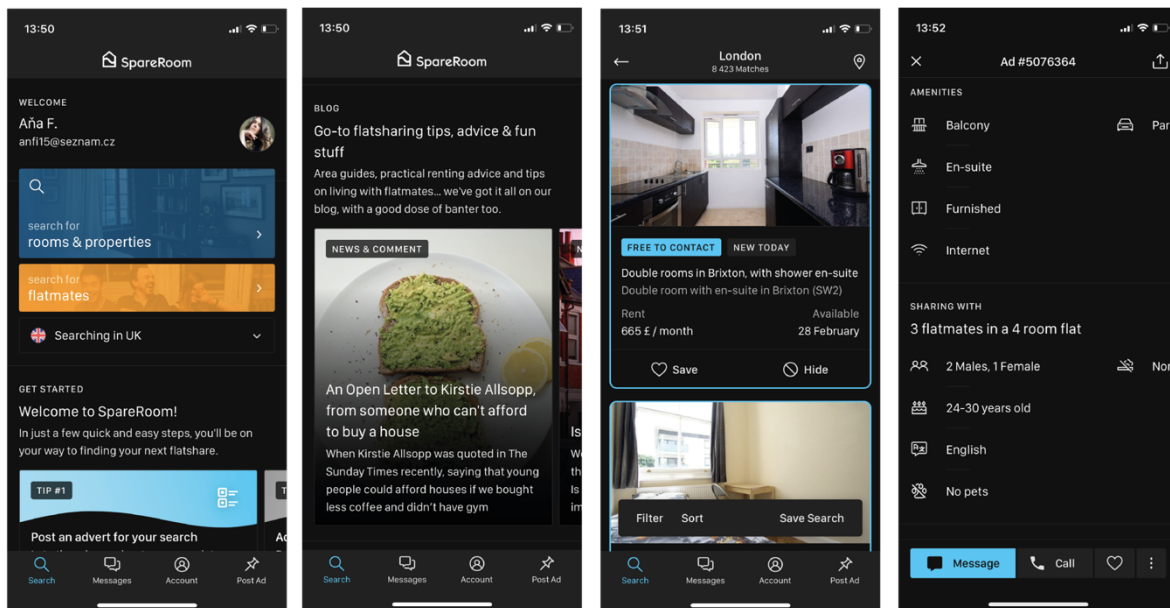 13:50
SpareRoom
WELCOME
Aňa F.
anfi15@seznam.cz
search for
rooms & properties
search for
flatmates
Searching in UK
GET STARTED
Welcome to SpareRoom!
In just a few quick and easy steps, you'll be on
your way to finding your next flatshare.
TIP #1
Post an advert for your search
Search
Messages
Account
Post Ad
13:50
SpareRoom
BLOG
Go-to flatsharing tips, advice & fun
stuff
Area guides, practical renting advice and tips
on living with flatmates... we've got it all on our
blog, with a good dose of banter too.
NEWS & COMMENT
An Open Letter to Kirstie Allsopp,
from someone who can't afford
to buy a house
When Kirstie Allsopp was quoted in The
Sunday Times recently, saying that young
people could afford houses if we bought
less coffee and didn't have gym
Search
Messages
Account
Post Ad
13:51
London
8 423 Matches
FREE TO CONTACT
NEW TODAY
Double rooms in Brixton, with shower en-suite
Double room with en-suite in Brixton (SW2)
Rent
Available
665 £ / month
28 February
Save
Hide
Filter
Sort
Save Search
Search
Messages
Account
Post Ad
13:52
Ad #5076364
AMENITIES
Balcony
Par
En-suite
Furnished
Internet
SHARING WITH
3 flatmates in a 4 room flat
2 Males, 1 Female
Non
24-30 years old
English
No pets
Message
Call